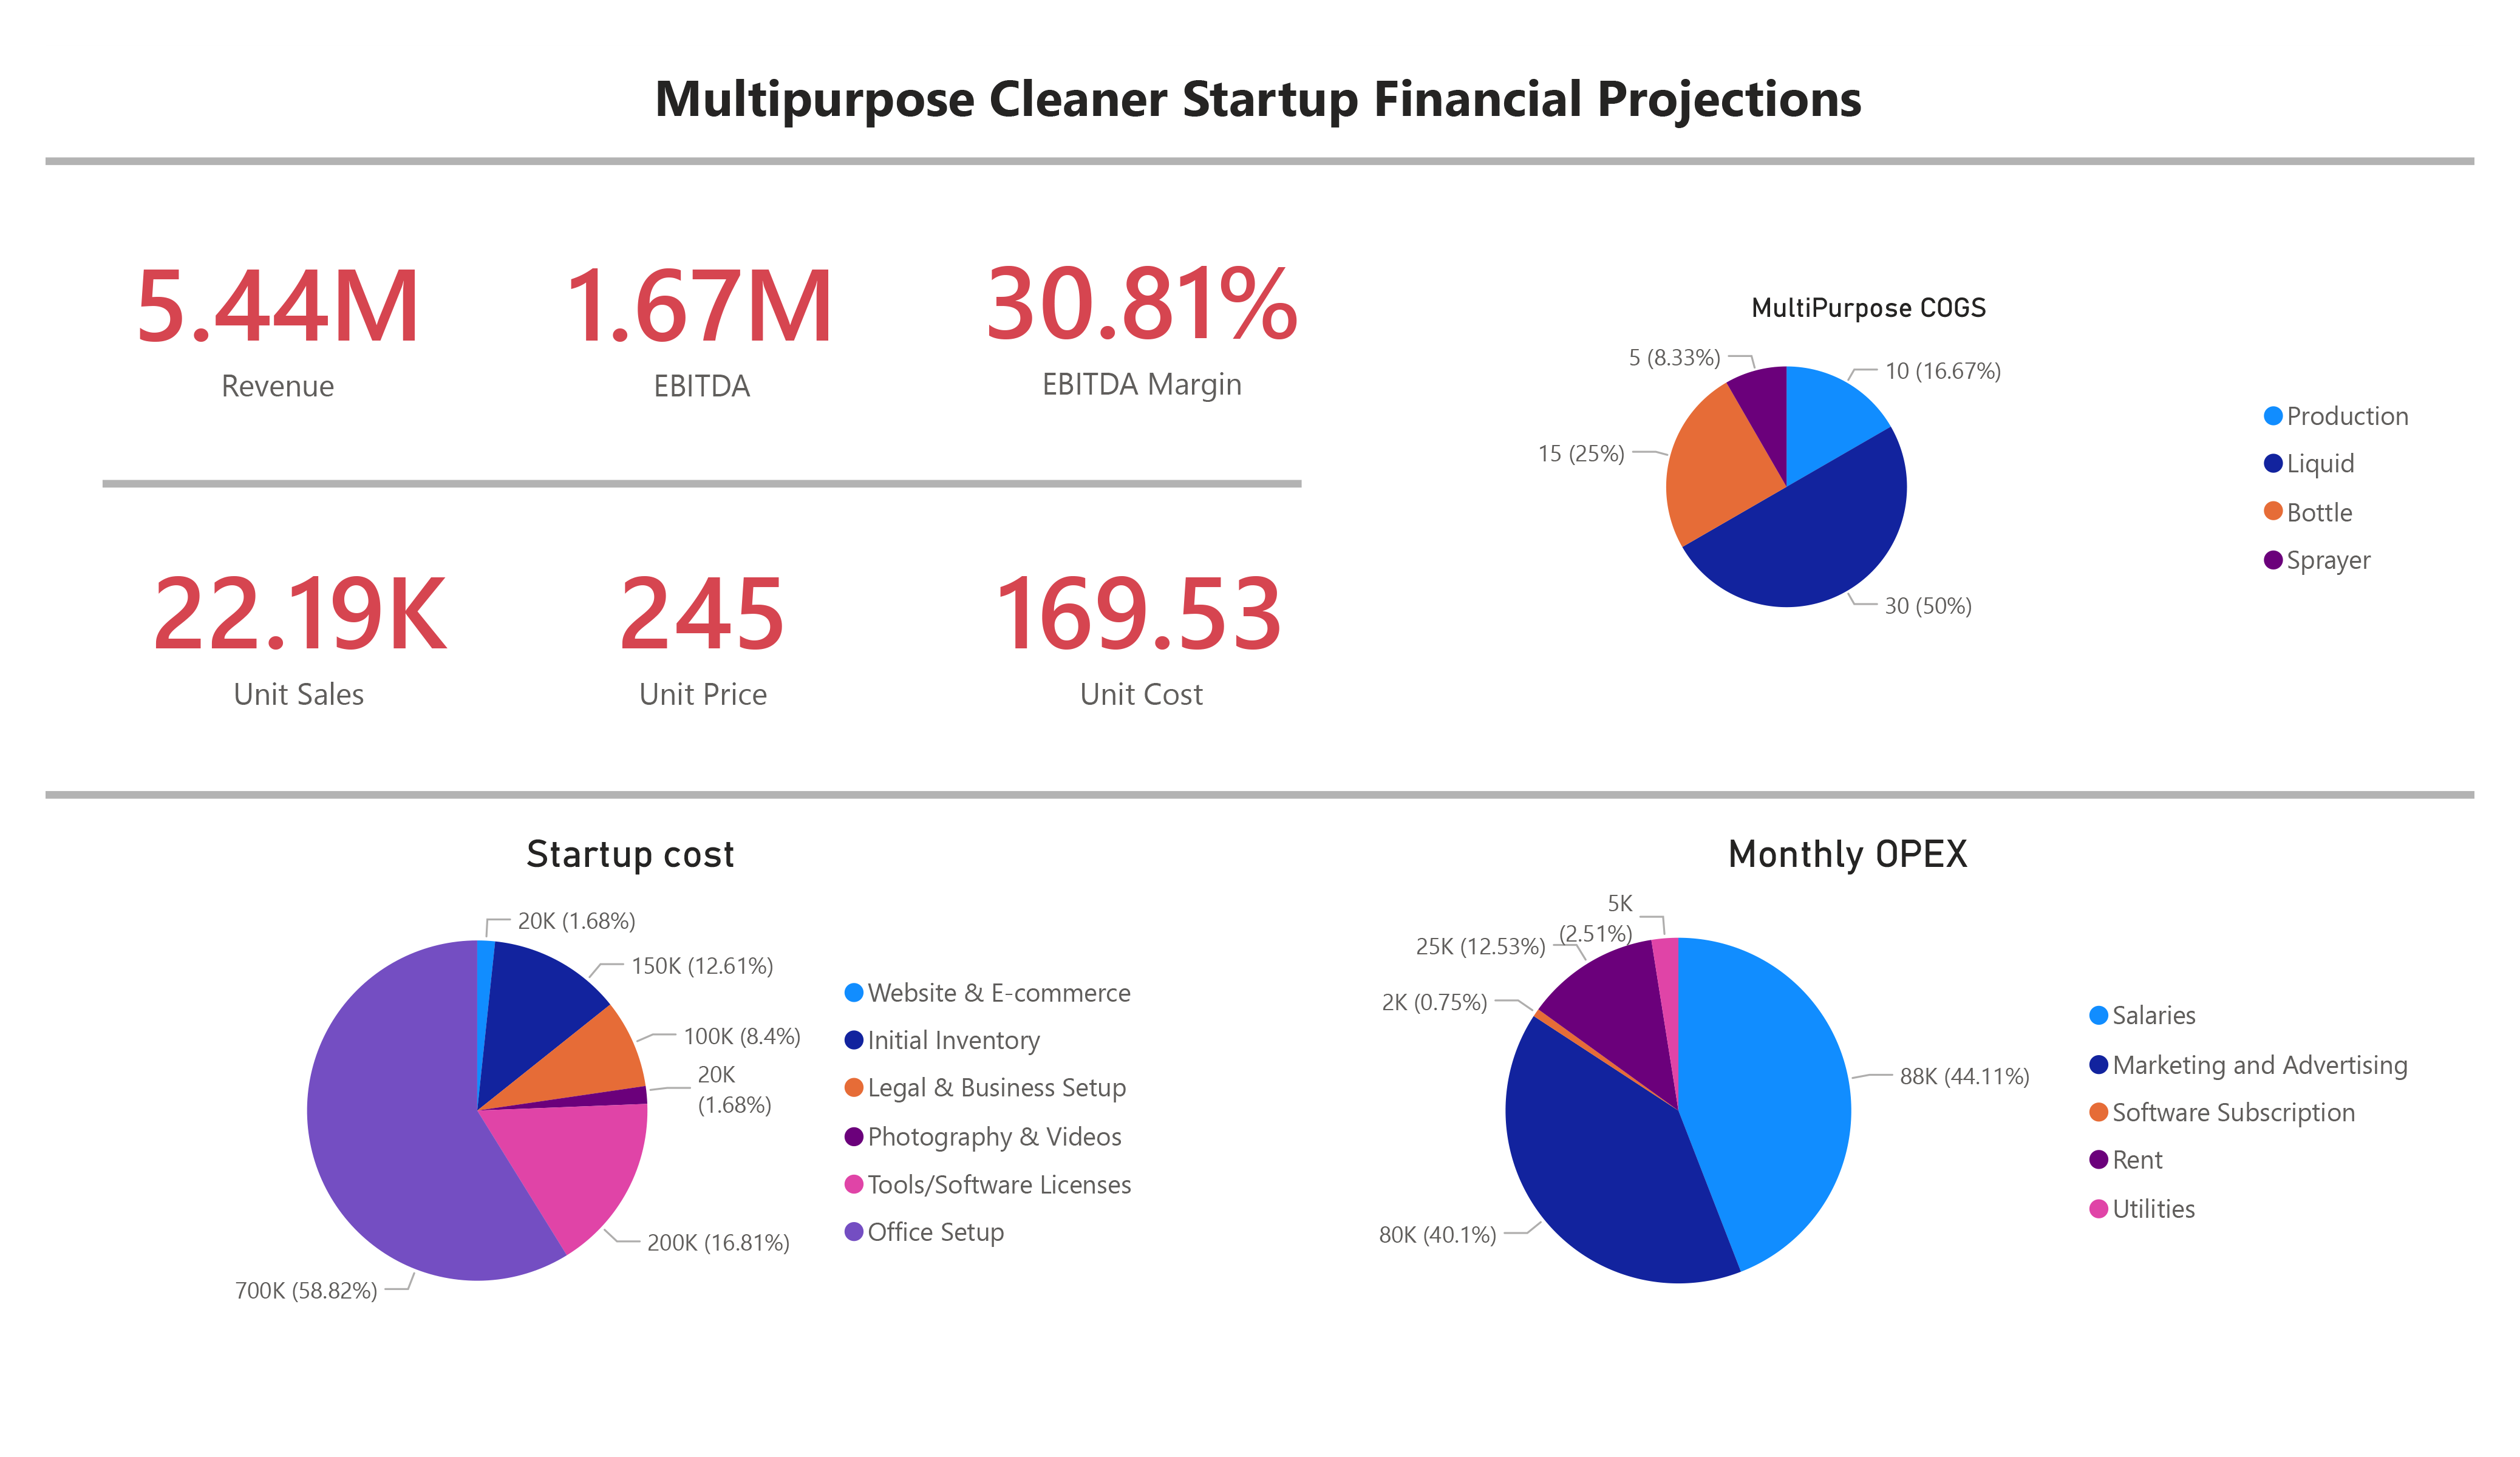 Multipurpose Cleaner Startup Financial Projections
5.44M
Revenue
1.67M
EBITDA
30.81%
EBITDA Margin
22.19K
Unit Sales
245
Unit Price
169.53
Unit Cost
MultiPurpose COGS
5 (8.33%)
10 (16.67%)
15 (25%)
30 (50%)
Production
Liquid
Bottle
Sprayer
Startup cost
20K (1.68%)
150K (12.61%)
100K (8.4%)
20K
(1.68%)
200K (16.81%)
700K (58.82%)
Website & E-commerce
Initial Inventory
Legal & Business Setup
Photography & Videos
Tools/Software Licenses
Office Setup
Monthly OPEX
5K
(2.51%)
25K (12.53%)
2K (0.75%)
88K (44.11%)
80K (40.1%)
Salaries
Marketing and Advertising
Software Subscription
Rent
Utilities